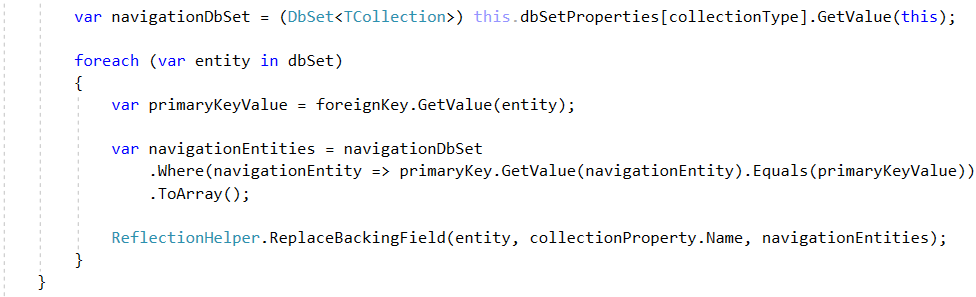 var navigationDbSet = (DbSet<TCollection>) this.dbSetProperties[collectionType].GetValue(this);
foreach (var entity in dbSet)
{
var primaryKeyValue = foreignKey.GetValue(entity);
var navigationEntities = navigationDbSet
.Where(navigationEntity => primaryKey.GetValue(navigationEntity).Equals(primaryKeyValue))
.ToArray();
ReflectionHelper.ReplaceBackingField(entity, collectionProperty.Name, navigationEntities);
}
}